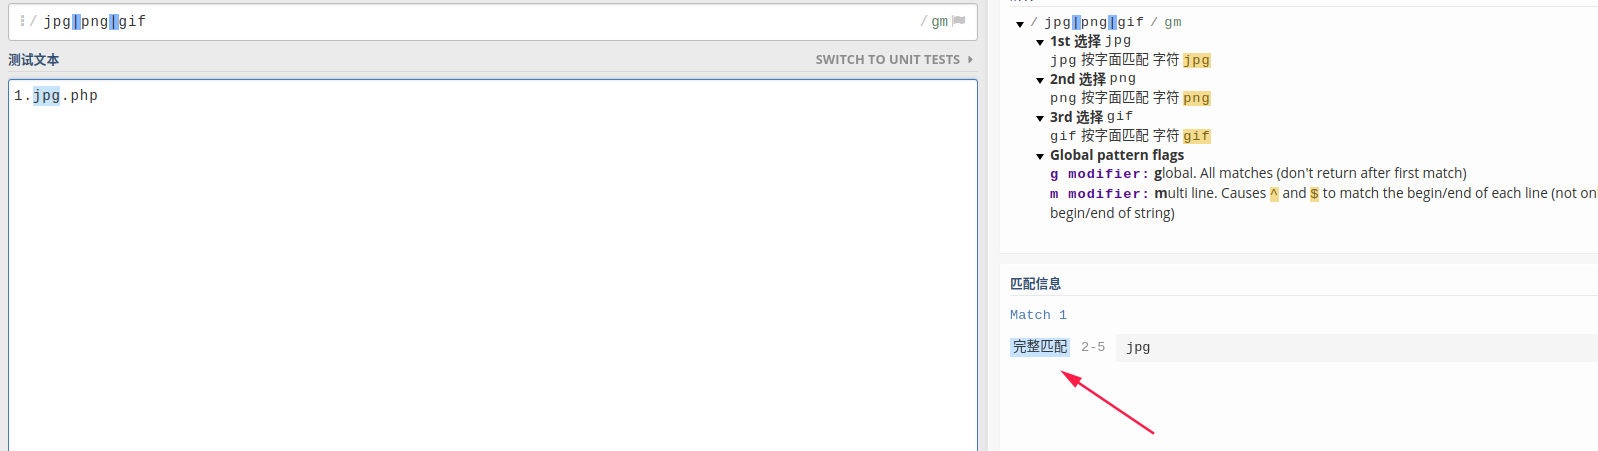 / jpg|png|gif / gm
测试文本 SWITCH TO UNIT TESTS
1.jpg.php
/ jpg|png|gif / gm
1st 选择 jpg
jpg 按字面匹配 字符 jpg
2nd 选择 png
png 按字面匹配 字符 png
3rd 选择 gif
gif 按字面匹配 字符 gif
Global pattern flags
g modifier: global. All matches (don't return after first match)
m modifier: multi line. Causes ^ and $ to match the begin/end of each line (not
begin/end of string)
匹配信息
Match 1
完整匹配 2-5 jpg